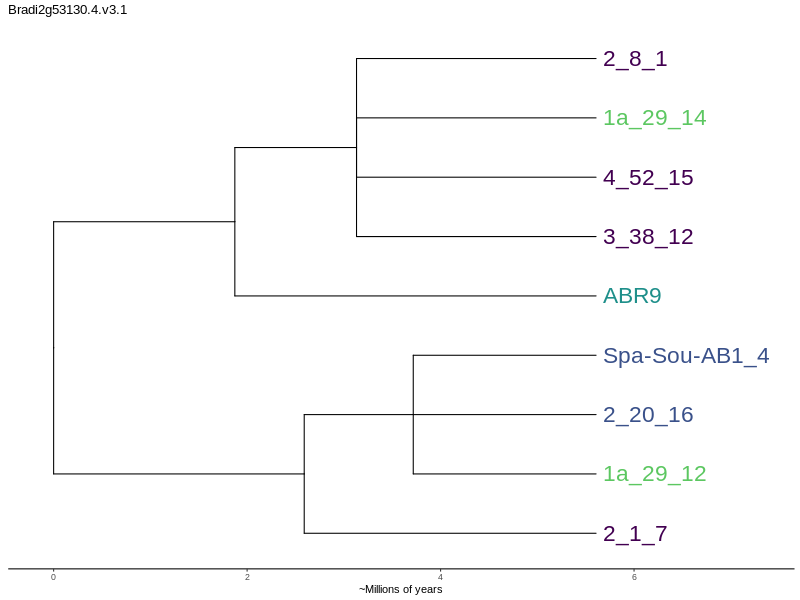 Bradi2g53130.4.v3.1
2_8_1
1a_29_14
4_52_15
3_38_12
ABR9
Spa-Sou-AB1_4
2_20_16
1a_29_12
2_1_7
0 2 4 6
~Millions of years